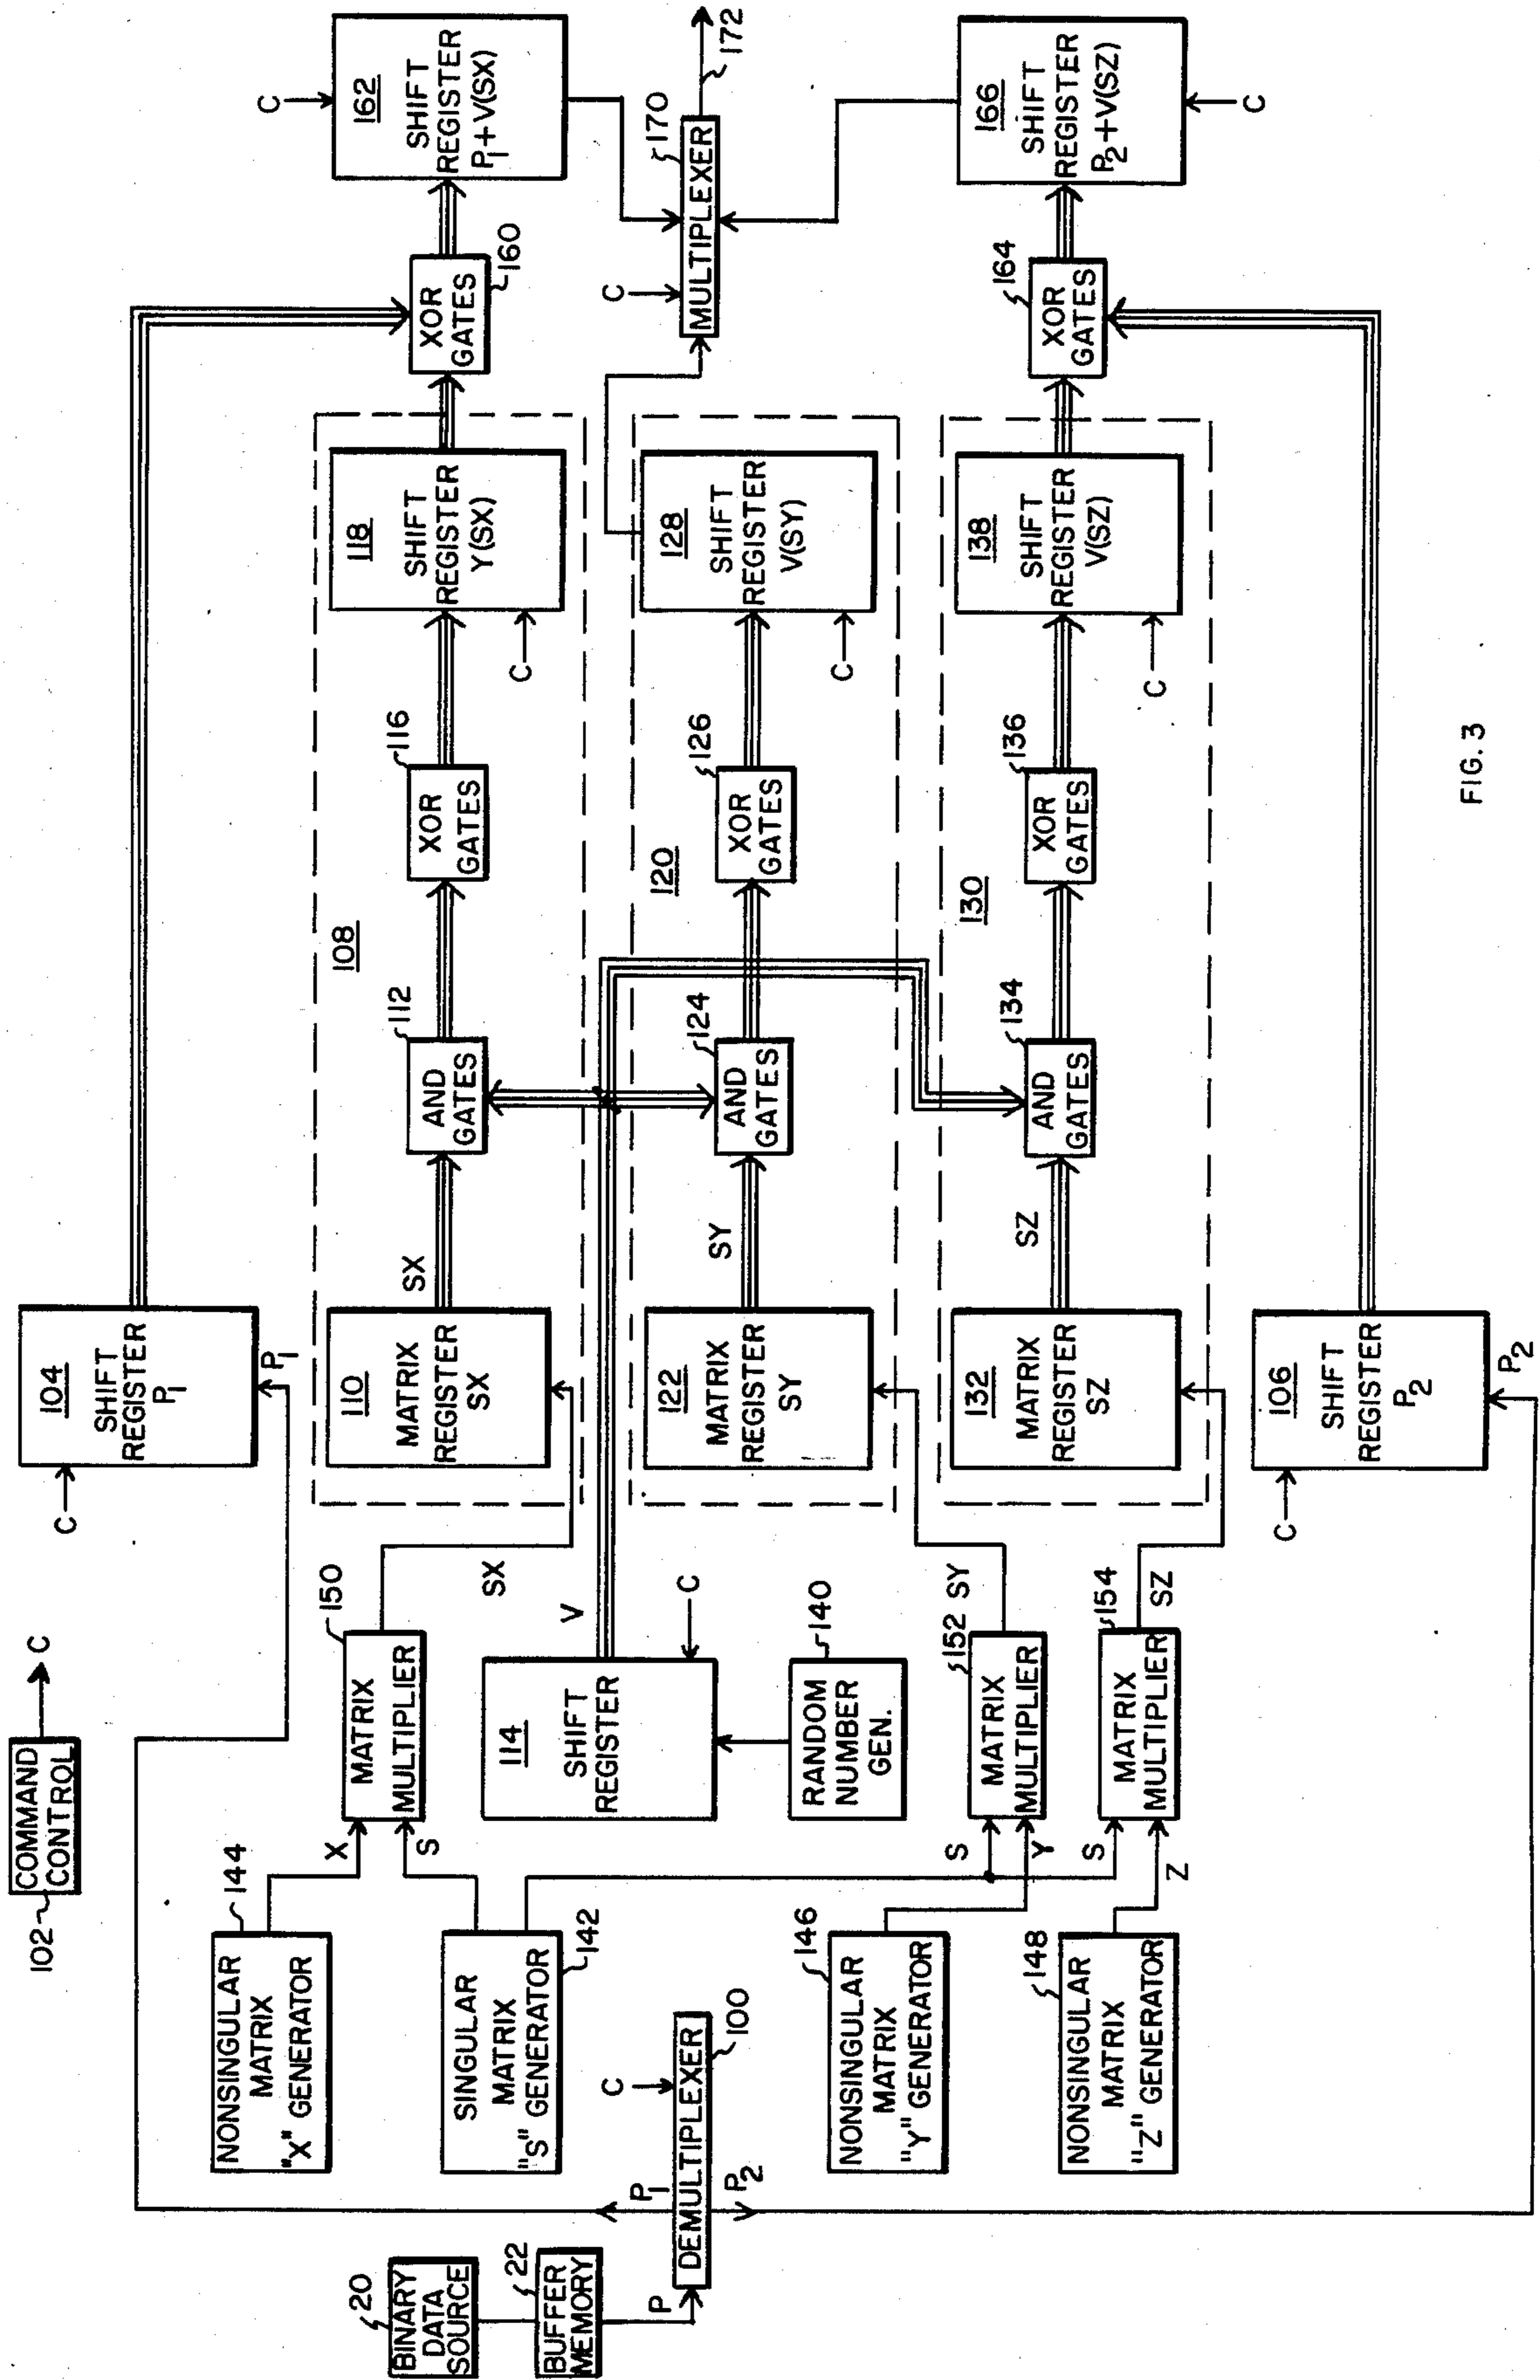 COMMAND
CONTROL
102
C
20
BINARY
DATA
SOURCE
22
BUFFER
MEMORY
P
DEMULTIPLEXER
100
C
P1
P2
144
NONSINGULAR
MATRIX
"X" GENERATOR
SINGULAR
MATRIX
"S" GENERATOR
142
146
NONSINGULAR
MATRIX
"Y" GENERATOR
148
NONSINGULAR
MATRIX
"Z" GENERATOR
X
S
150
MATRIX
MULTIPLIER
SX
114
SHIFT
REGISTER
V
C
RANDOM
NUMBER
GEN.
140
S
Y
152
MATRIX
MULTIPLIER
SY
S
Z
154
MATRIX
MULTIPLIER
SZ
C
104
SHIFT
REGISTER
P1
P1
108
110
MATRIX
REGISTER
SX
SX
112
AND
GATES
116
XOR
GATES
118
SHIFT
REGISTER
Y(SX)
C
120
122
MATRIX
REGISTER
SY
SY
124
AND
GATES
126
XOR
GATES
128
SHIFT
REGISTER
V(SY)
C
130
132
MATRIX
REGISTER
SZ
SZ
134
AND
GATES
136
XOR
GATES
138
SHIFT
REGISTER
V(SZ)
C
C
106
SHIFT
REGISTER
P2
P2
XOR
GATES
160
C
162
SHIFT
REGISTER
P1+V(SX)
C
MULTIPLEXER
170
172
164
XOR
GATES
166
SHIFT
REGISTER
P2+V(SZ)
C
FIG. 3